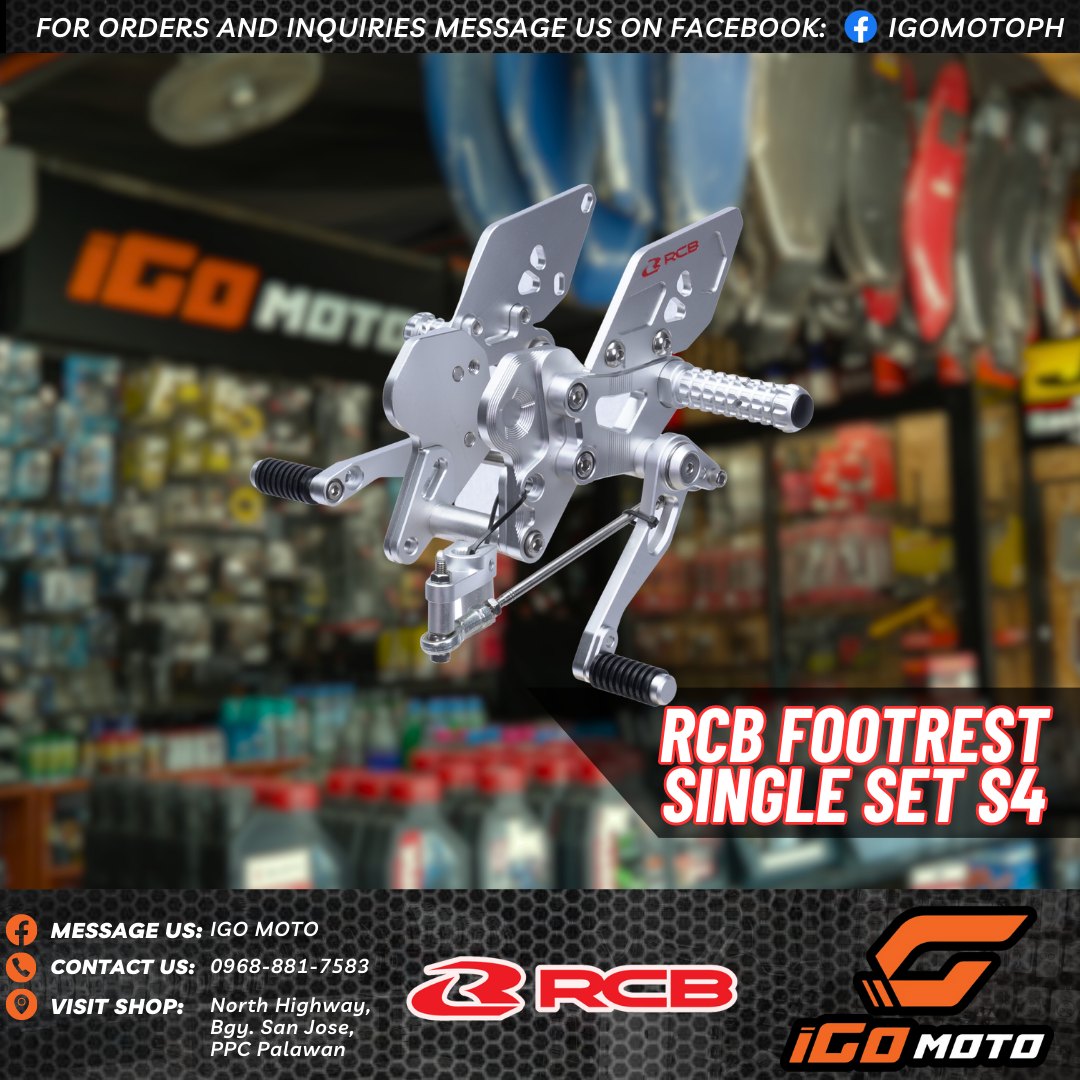 FOR ORDERS AND INQUIRIES MESSAGE US ON FACEBOOK: IGOMOTOPH
iGO MOTO
RCB
RCB FOOTREST
SINGLE SET S4
MESSAGE US: IGO MOTO
CONTACT US: 0968-881-7583
VISIT SHOP: North Highway,
Bgy. San Jose,
PPC Palawan
RCB
iGO MOTO